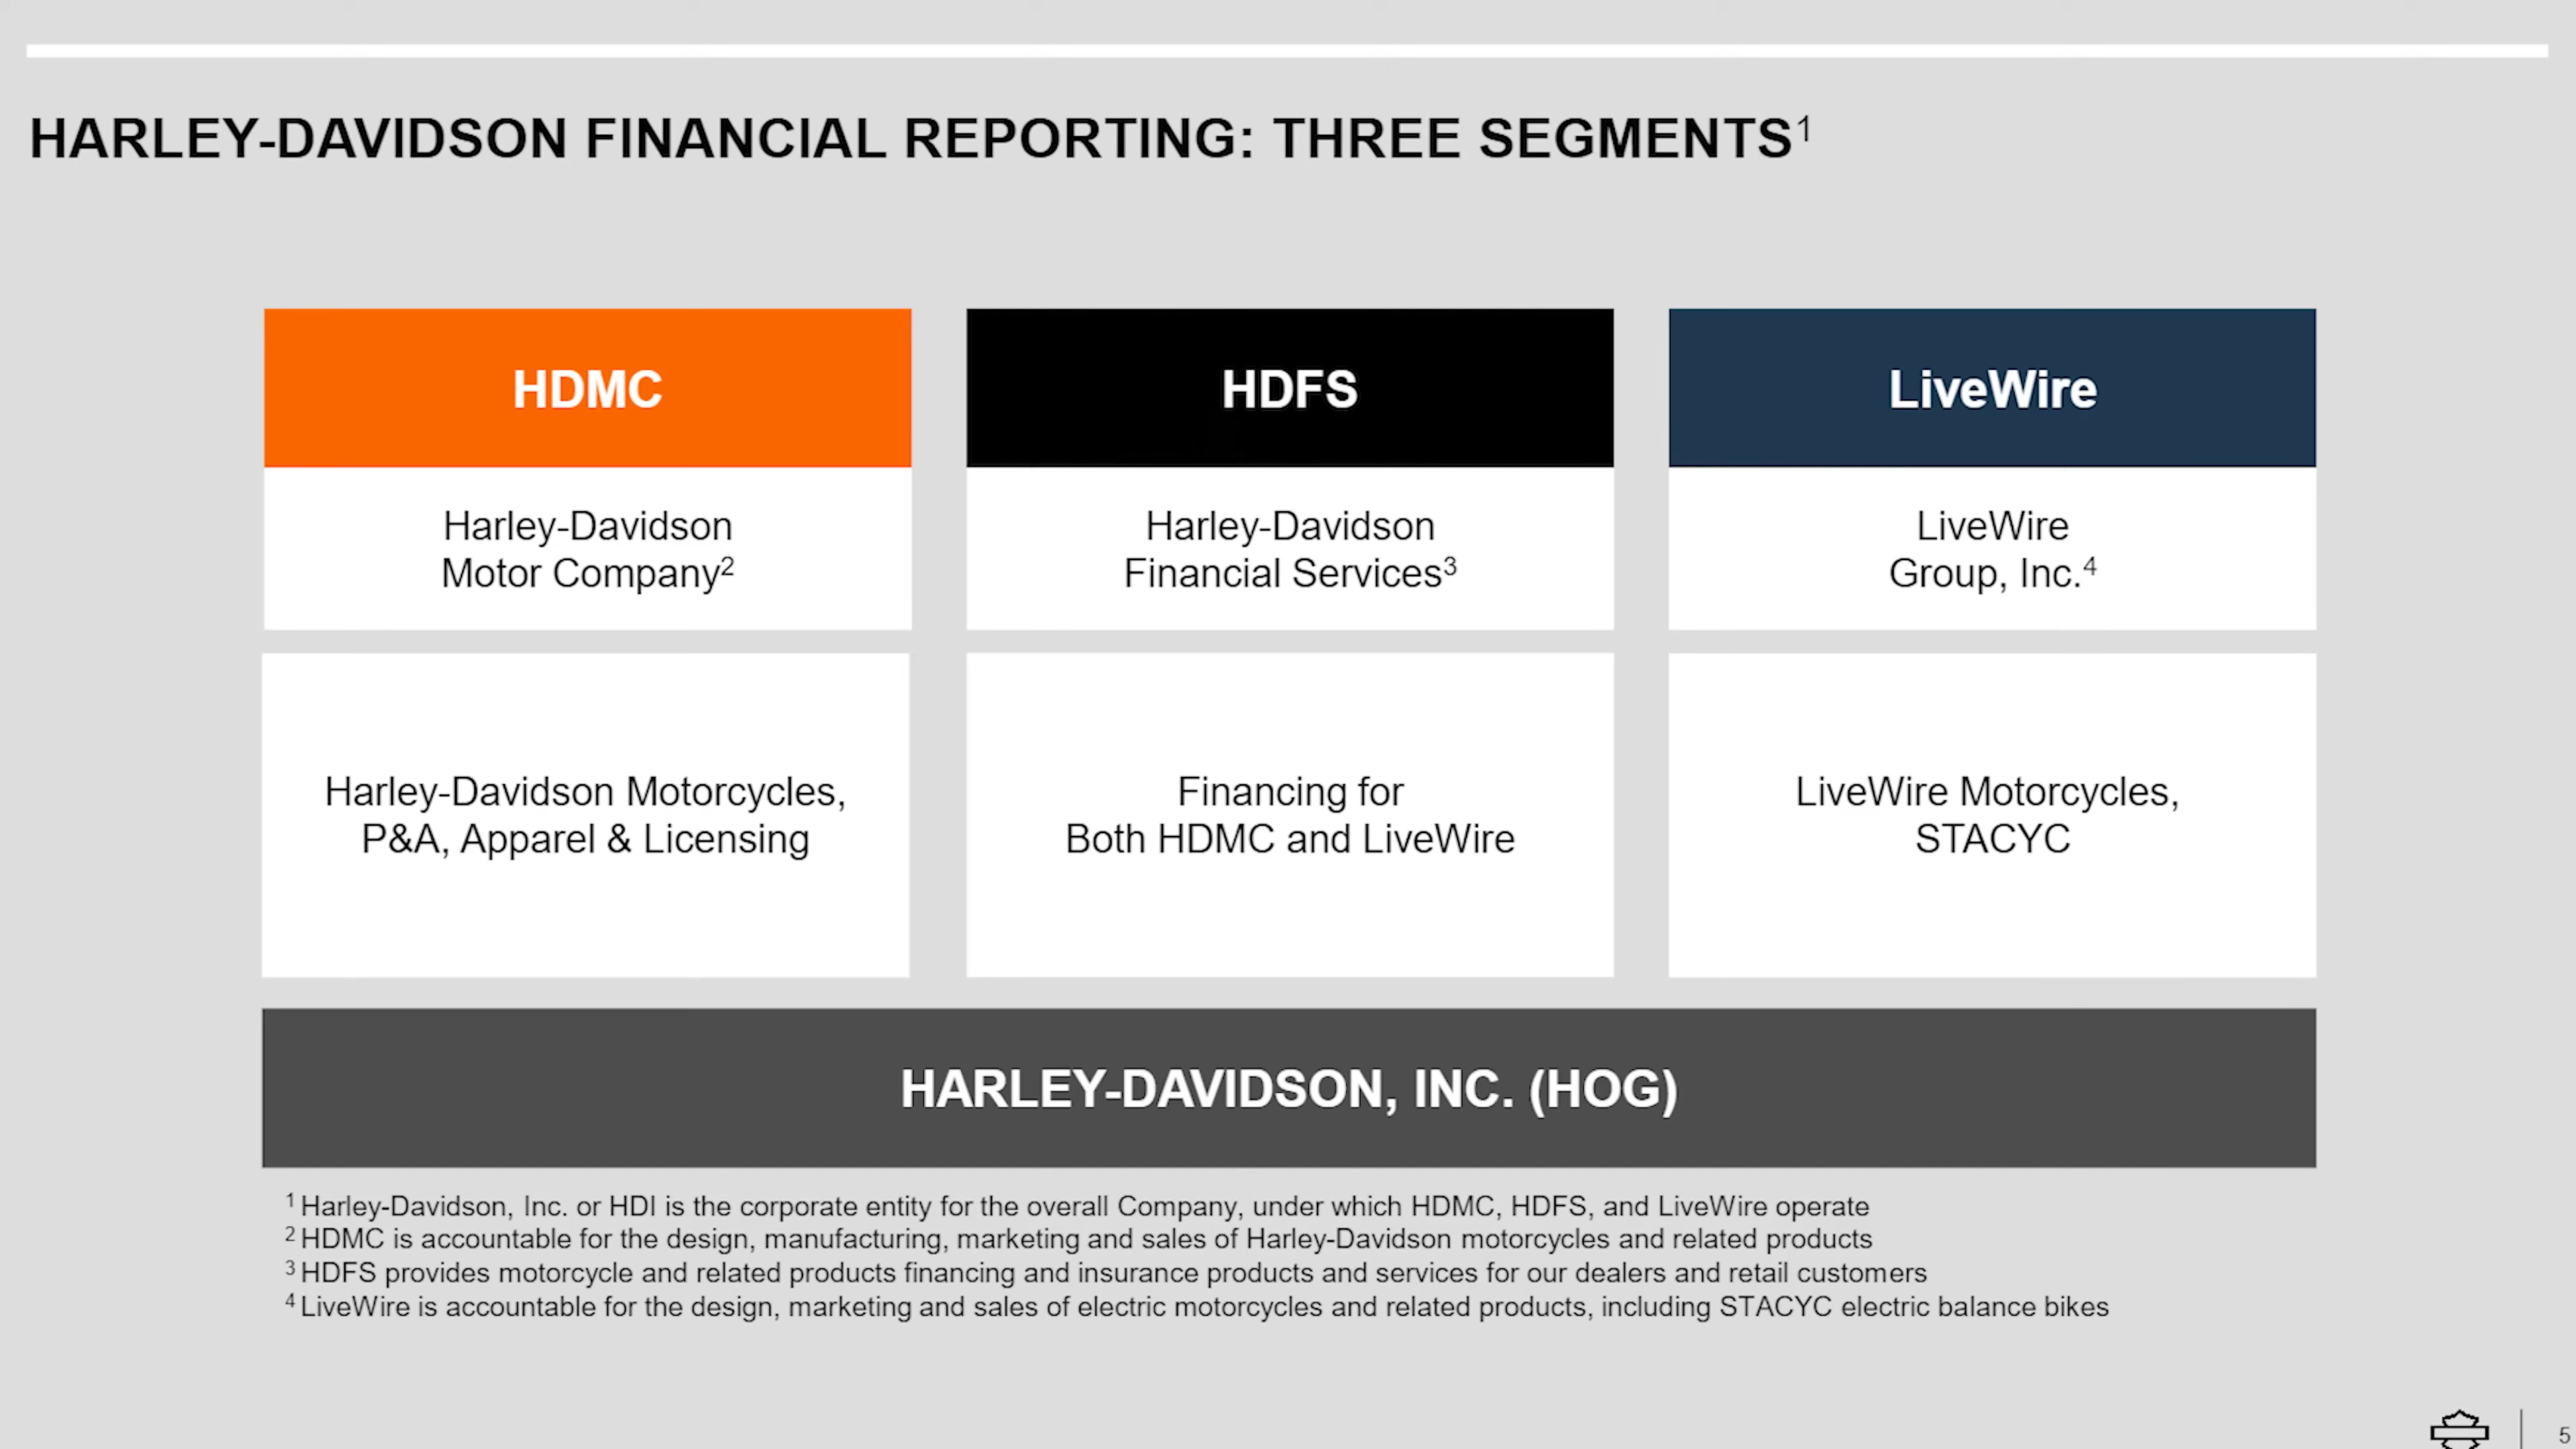 HARLEY-DAVIDSON FINANCIAL REPORTING: THREE SEGMENTS¹
HDMC
Harley-Davidson
Motor Company²
Harley-Davidson Motorcycles,
P&A, Apparel & Licensing
HDFS
Harley-Davidson
Financial Services³
Financing for
Both HDMC and LiveWire
LiveWire
LiveWire
Group, Inc.⁴
LiveWire Motorcycles,
STACYC
HARLEY-DAVIDSON, INC. (HOG)
¹ Harley-Davidson, Inc. or HDI is the corporate entity for the overall Company, under which HDMC, HDFS, and LiveWire operate
² HDMC is accountable for the design, manufacturing, marketing and sales of Harley-Davidson motorcycles and related products
³ HDFS provides motorcycle and related products financing and insurance products and services for our dealers and retail customers
⁴ LiveWire is accountable for the design, marketing and sales of electric motorcycles and related products, including STACYC electric balance bikes
5